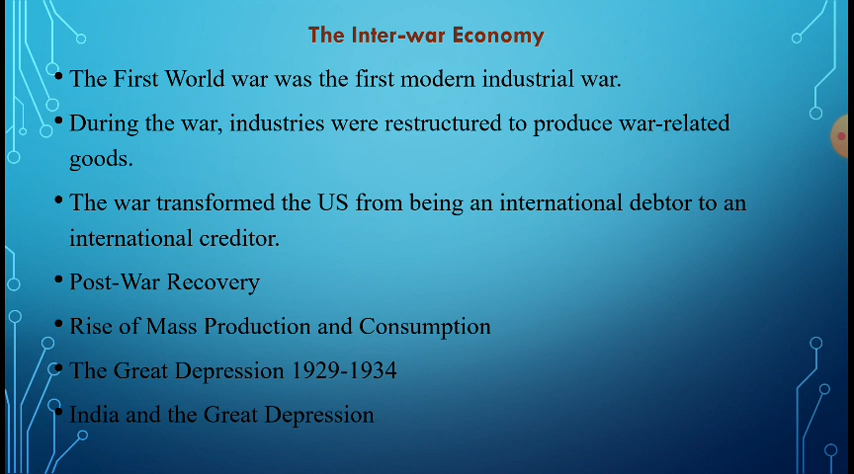 The Inter-war Economy
• The First World war was the first modern industrial war.
• During the war, industries were restructured to produce war-related
goods.
• The war transformed the US from being an international debtor to an
international creditor.
• Post-War Recovery
• Rise of Mass Production and Consumption
• The Great Depression 1929-1934
• India and the Great Depression